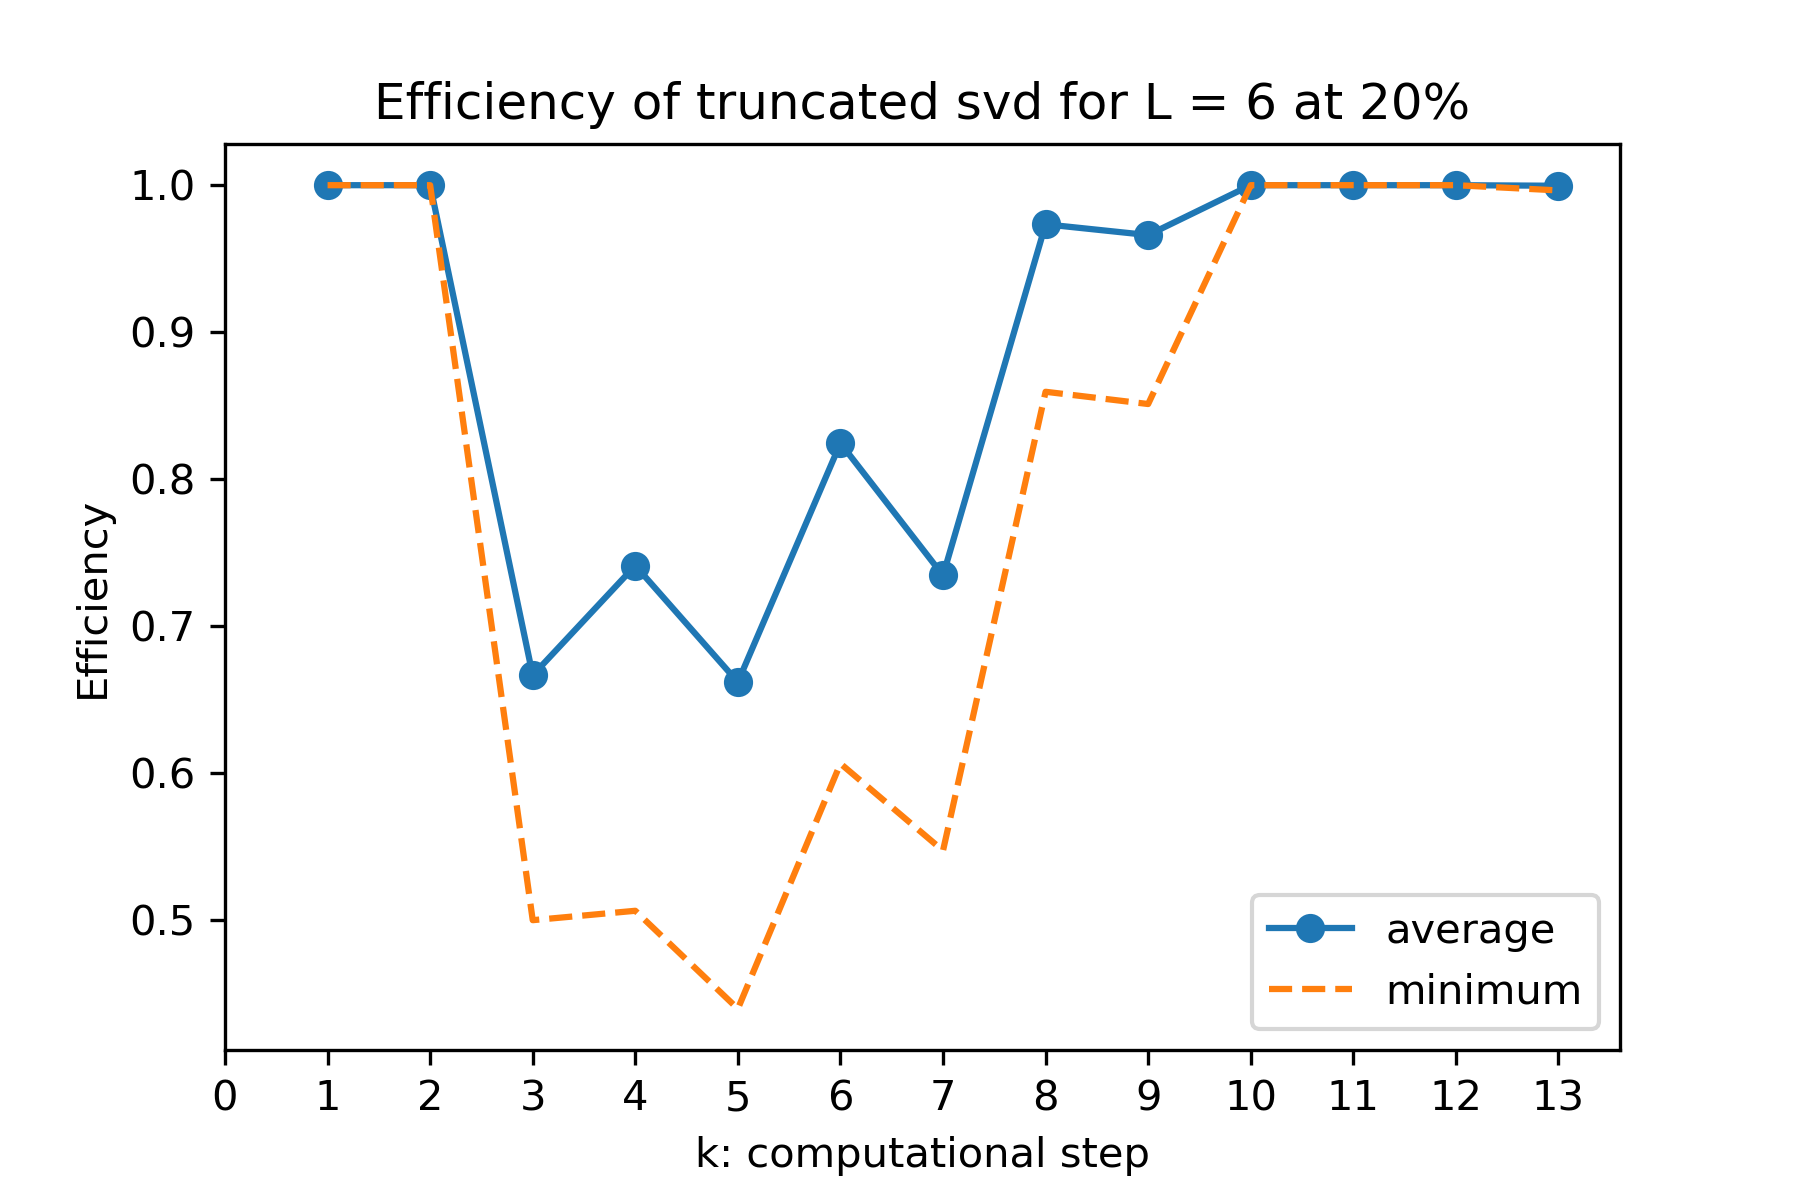 Efficiency of truncated svd for L = 6 at 20%
1.0
0.9
0.8
0.7
0.6
0.5
Efficiency
average
minimum
0 1 2 3 4 5 6 7 8 9 10 11 12 13
k: computational step